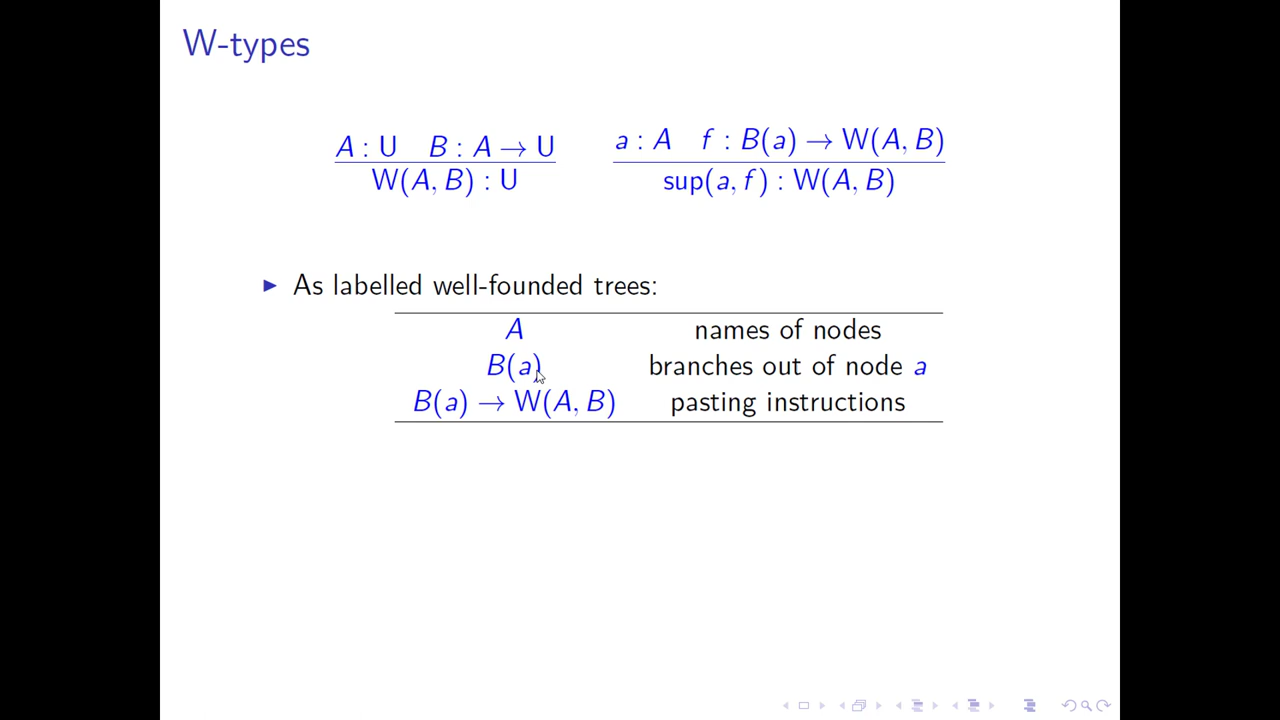 W-types
A : U B : A → U
W(A, B) : U
a : A f : B(a) → W(A, B)
sup(a, f) : W(A, B)
▶ As labelled well-founded trees:
A names of nodes
B(a) branches out of node a
B(a) → W(A, B) pasting instructions